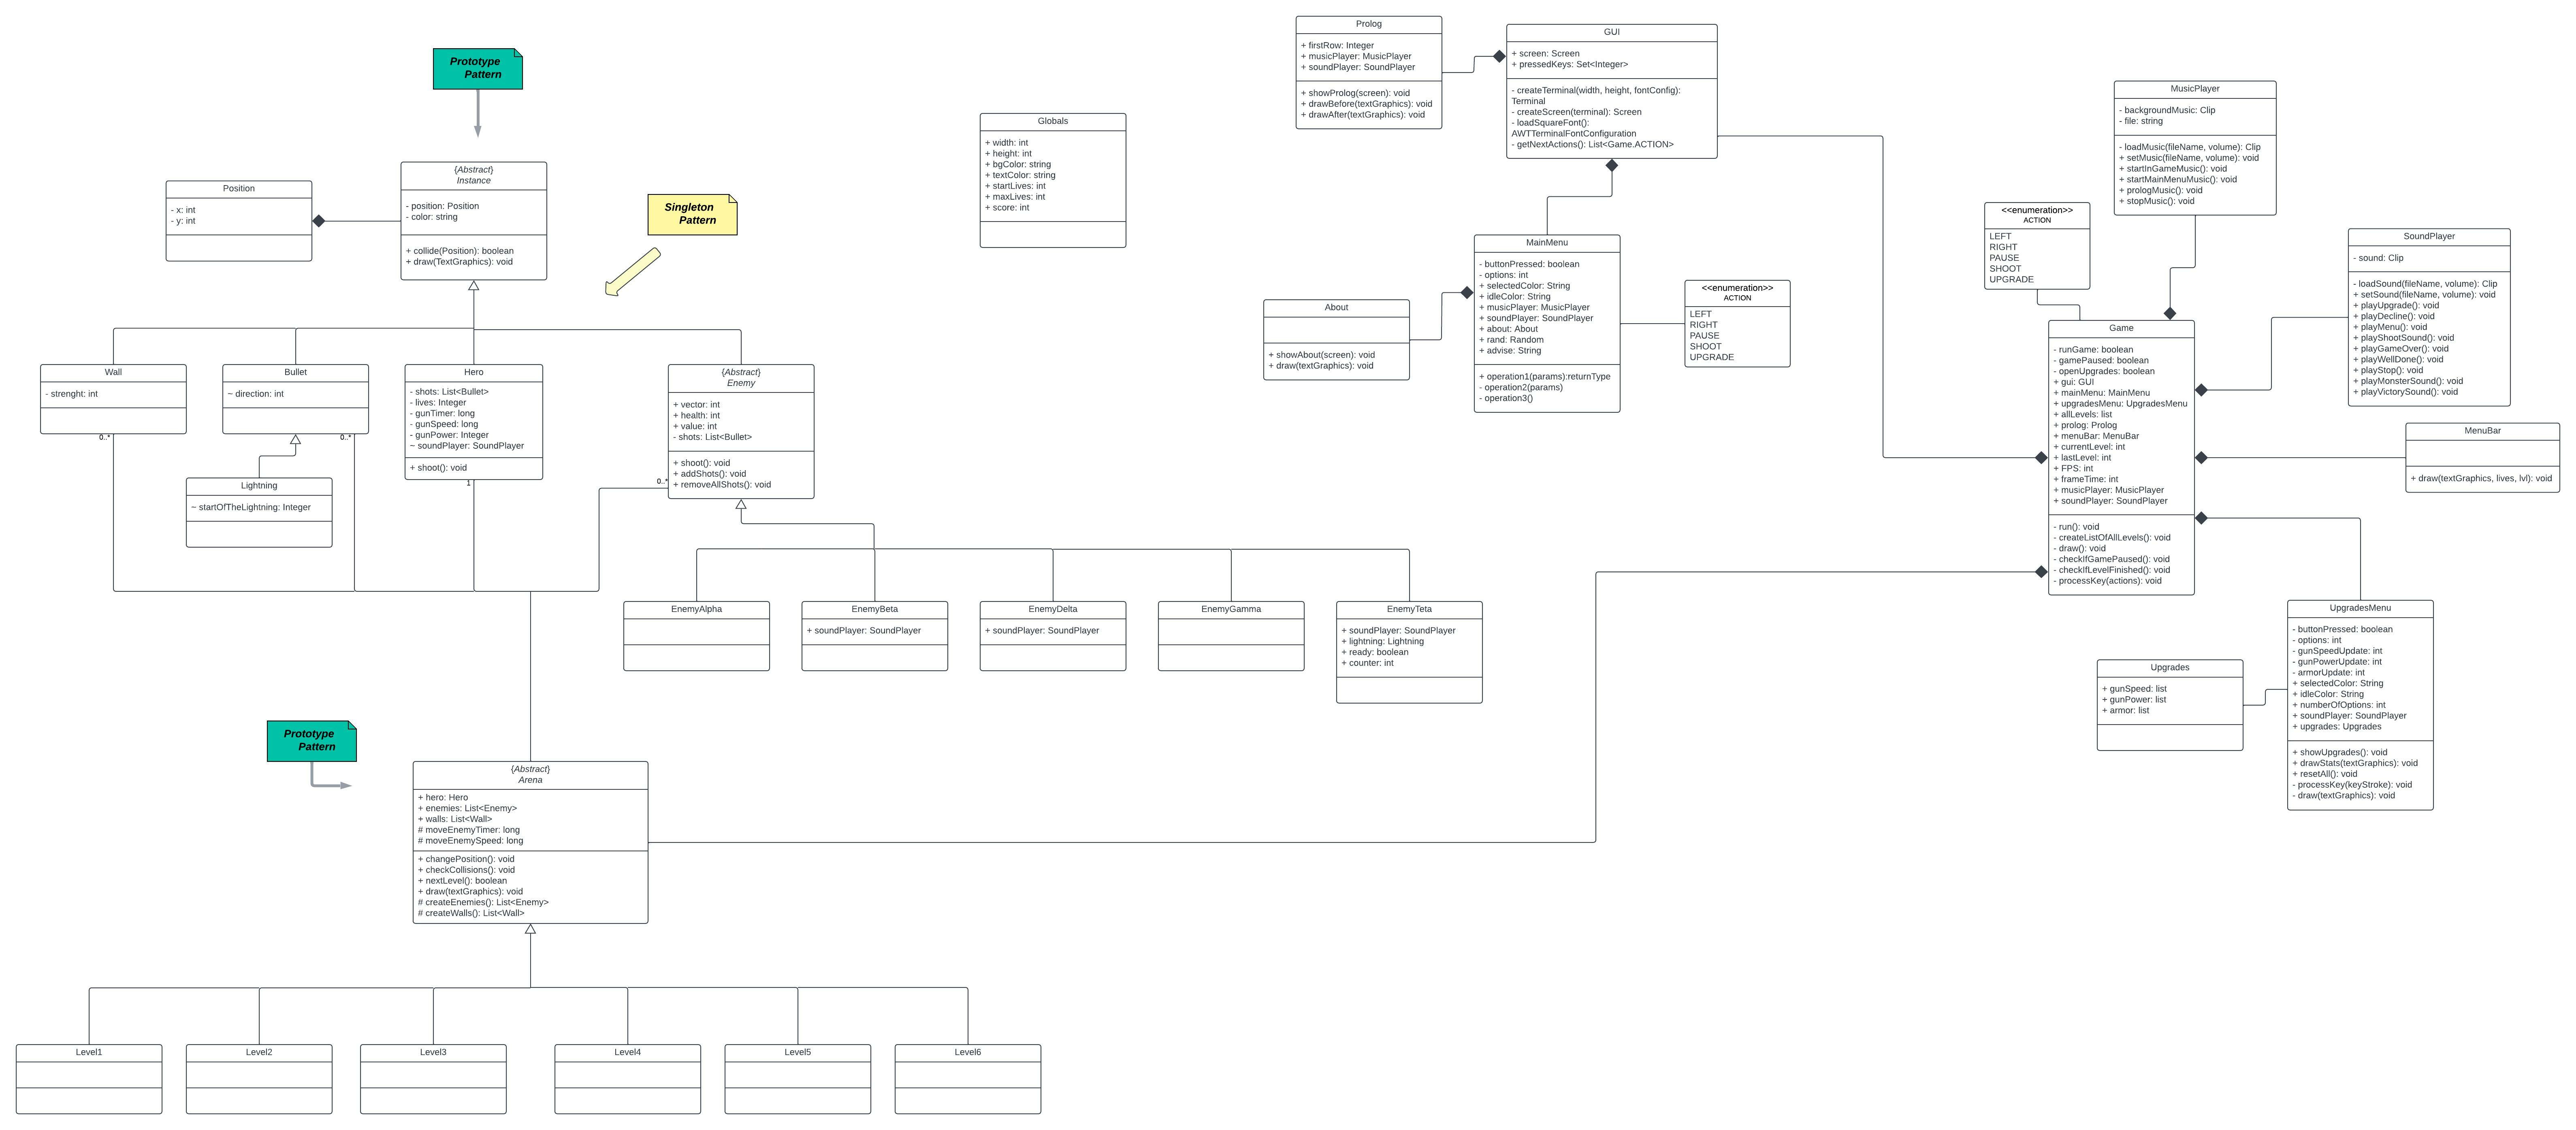 Prototype
Pattern
Position
- x: int
- y: int
{Abstract}
Instance
- position: Position
- color: string
+ collide(Position): boolean
+ draw(TextGraphics): void
Singleton
Pattern
Globals
+ width: int
+ height: int
+ bgColor: string
+ textColor: string
+ startLives: int
+ maxLives: int
+ score: int
Wall
- strenght: int
0..*
Bullet
~ direction: int
0..*
Lightning
~ startOfTheLightning: Integer
Hero
- shots: List<Bullet>
- lives: Integer
- gunTimer: long
- gunSpeed: long
- gunPower: Integer
~ soundPlayer: SoundPlayer
+ shoot(): void
1
{Abstract}
Enemy
+ vector: int
+ health: int
+ value: int
- shots: List<Bullet>
+ shoot(): void
+ addShots(): void
+ removeAllShots(): void
0..*
EnemyAlpha
EnemyBeta
+ soundPlayer: SoundPlayer
EnemyDelta
+ soundPlayer: SoundPlayer
EnemyGamma
EnemyTeta
+ soundPlayer: SoundPlayer
+ lightning: Lightning
+ ready: boolean
+ counter: int
Prototype
Pattern
{Abstract}
Arena
+ hero: Hero
+ enemies: List<Enemy>
+ walls: List<Wall>
# moveEnemyTimer: long
# moveEnemySpeed: long
+ changePosition(): void
+ checkCollisions(): void
+ nextLevel(): boolean
+ draw(textGraphics): void
# createEnemies(): List<Enemy>
# createWalls(): List<Wall>
Level1
Level2
Level3
Level4
Level5
Level6
Prolog
+ firstRow: Integer
+ musicPlayer: MusicPlayer
+ soundPlayer: SoundPlayer
+ showProlog(screen): void
+ drawBefore(textGraphics): void
+ drawAfter(textGraphics): void
GUI
+ screen: Screen
+ pressedKeys: Set<Integer>
- createTerminal(width, height, fontConfig):
Terminal
- createScreen(terminal): Screen
- loadSquareFont():
AWTTerminalFontConfiguration
- getNextActions(): List<Game.ACTION>
MainMenu
- buttonPressed: boolean
- options: int
+ selectedColor: String
+ idleColor: String
+ musicPlayer: MusicPlayer
+ soundPlayer: SoundPlayer
+ about: About
+ rand: Random
+ advise: String
+ operation1(params):returnType
- operation2(params)
- operation3()
About
+ showAbout(screen): void
+ draw(textGraphics): void
<<enumeration>>
ACTION
LEFT
RIGHT
PAUSE
SHOOT
UPGRADE
<<enumeration>>
ACTION
LEFT
RIGHT
PAUSE
SHOOT
UPGRADE
MusicPlayer
- backgroundMusic: Clip
- file: string
- loadMusic(fileName, volume): Clip
+ setMusic(fileName, volume): void
+ startInGameMusic(): void
+ startMainMenuMusic(): void
+ prologMusic(): void
+ stopMusic(): void
SoundPlayer
- sound: Clip
- loadSound(fileName, volume): Clip
+ setSound(fileName, volume): void
+ playUpgrade(): void
+ playDecline(): void
+ playMenu(): void
+ playShootSound(): void
+ playGameOver(): void
+ playWellDone(): void
+ playStop(): void
+ playMonsterSound(): void
+ playVictorySound(): void
Game
- runGame: boolean
- gamePaused: boolean
- openUpgrades: boolean
+ gui: GUI
+ mainMenu: MainMenu
+ upgradesMenu: UpgradesMenu
+ allLevels: list
+ prolog: Prolog
+ menuBar: MenuBar
+ currentLevel: int
+ lastLevel: int
+ FPS: int
+ frameTime: int
+ musicPlayer: MusicPlayer
+ soundPlayer: SoundPlayer
- run(): void
- createListOfAllLevels(): void
- draw(): void
- checkIfGamePaused(): void
- checkIfLevelFinished(): void
- processKey(actions): void
MenuBar
+ draw(textGraphics, lives, lvl): void
Upgrades
+ gunSpeed: list
+ gunPower: list
+ armor: list
UpgradesMenu
- buttonPressed: boolean
- options: int
- gunSpeedUpdate: int
- gunPowerUpdate: int
- armorUpdate: int
+ selectedColor: String
+ idleColor: String
+ numberOfOptions: int
+ soundPlayer: SoundPlayer
+ upgrades: Upgrades
+ showUpgrades(): void
+ drawStats(textGraphics): void
+ resetAll(): void
- processKey(keyStroke): void
- draw(textGraphics): void